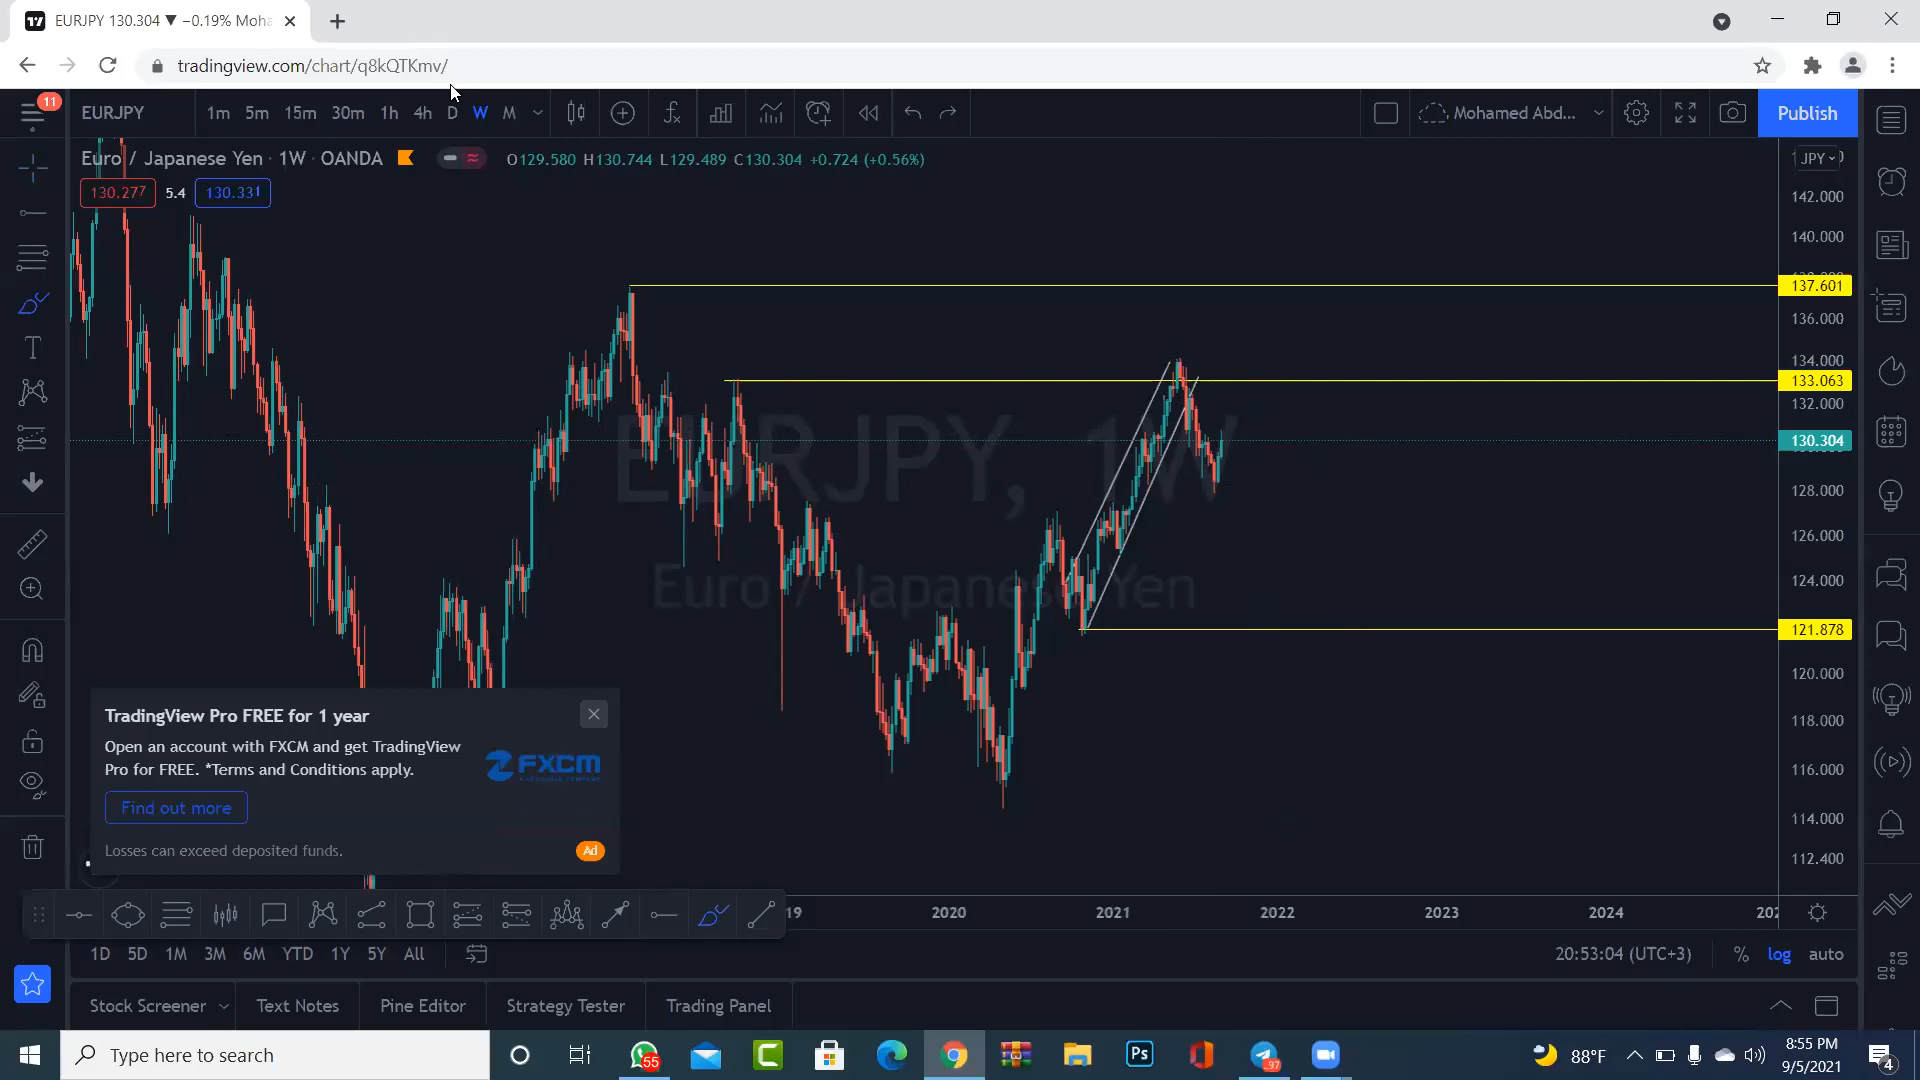 EURJPY 130.304 ▼ −0.19% Moha
tradingview.com/chart/q8kQTKmv/
11
EURJPY 1m 5m 15m 30m 1h 4h D W M
Mohamed Abd... Publish
Euro / Japanese Yen · 1W · OANDA
O129.580 H130.744 L129.489 C130.304 +0.724 (+0.56%)
130.277 5.4 130.331
JPY
142.000
140.000
137.601
136.000
134.000
133.063
132.000
130.304
128.000
126.000
124.000
121.878
120.000
118.000
116.000
114.000
112.400
EURJPY, 1W
Euro / Japanese Yen
TradingView Pro FREE for 1 year
Open an account with FXCM and get TradingView
Pro for FREE. *Terms and Conditions apply.
FXCM
Find out more
Losses can exceed deposited funds.
Ad
19 2020 2021 2022 2023 2024 202
1D 5D 1M 3M 6M YTD 1Y 5Y All
20:53:04 (UTC+3) % log auto
Stock Screener Text Notes Pine Editor Strategy Tester Trading Panel
Type here to search
55
Ps
97
88°F
8:55 PM
9/5/2021
4